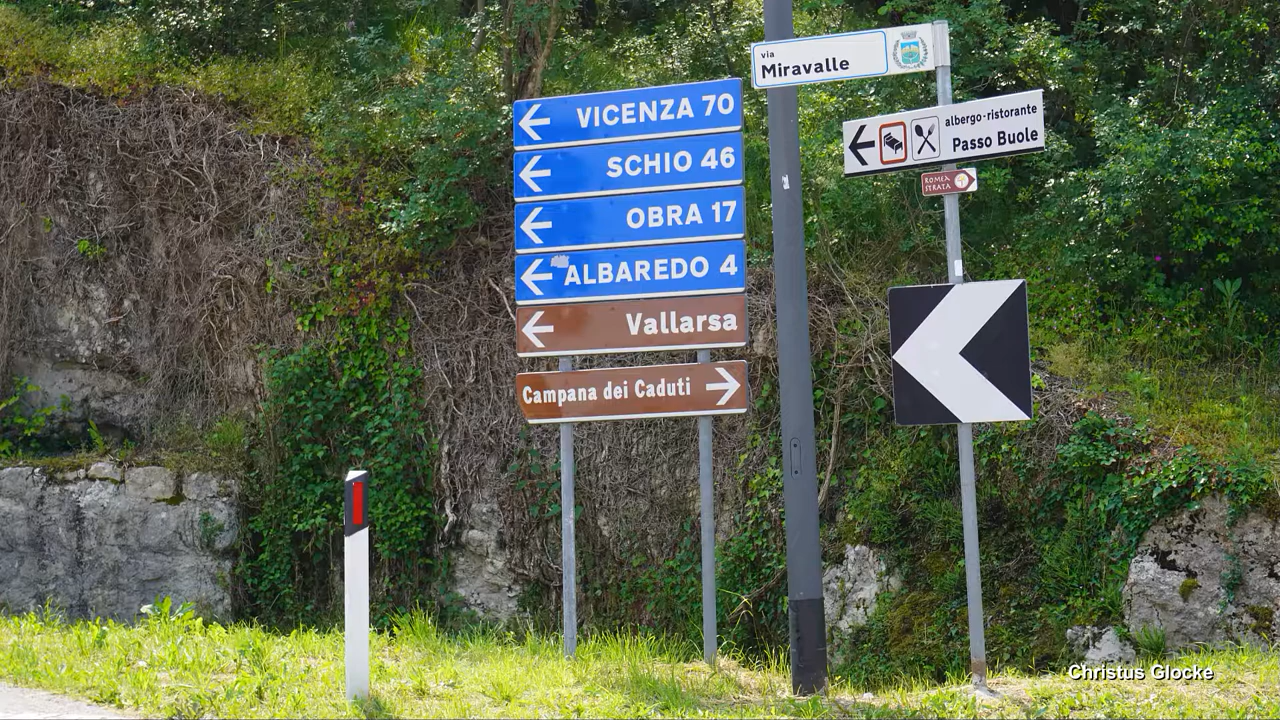 via
Miravalle
VICENZA 70
SCHIO 46
OBRA 17
ALBAREDO 4
Vallarsa
Campana dei Caduti
albergo-ristorante
Passo Buole
ROMEA
STRATA
Christus Glocke